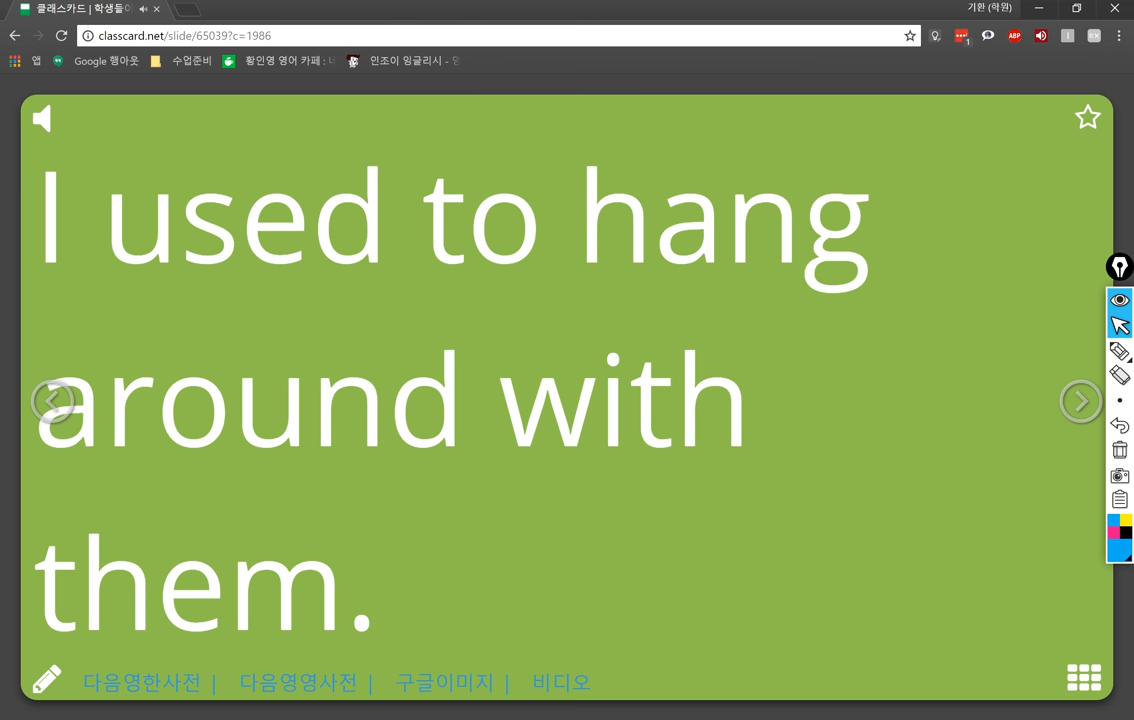 클래스카드 | 학생들이
기환 (학원)
classcard.net/slide/65039?c=1986
1
ABP
앱 Google 행아웃 수업준비 황인영 영어 카페 : 네 인조이 잉글리시 -
I used to hang
around with
them.
다음영한사전 | 다음영영사전 | 구글이미지 | 비디오